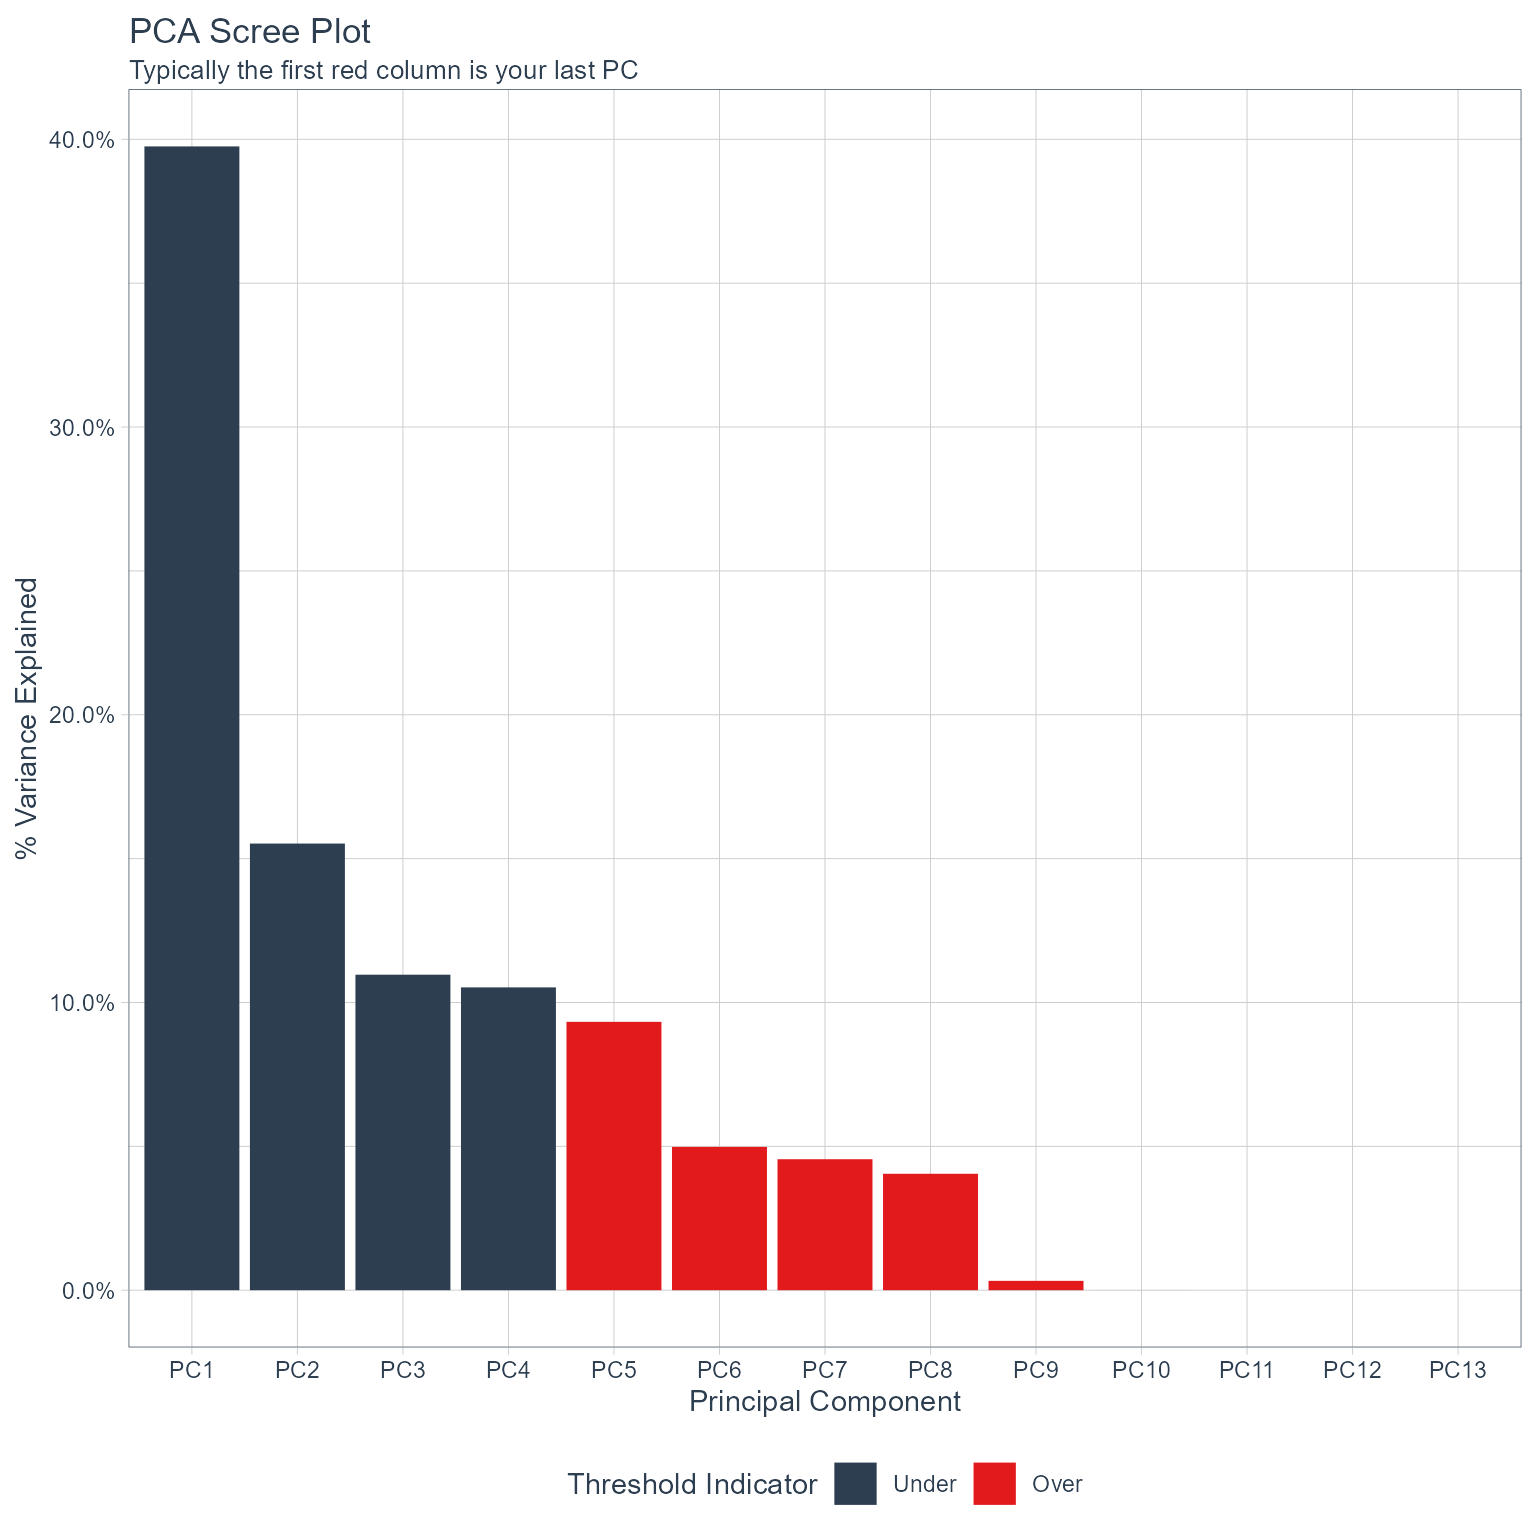 PCA Scree Plot
Typically the first red column is your last PC
% Variance Explained
40.0%
30.0%
20.0%
10.0%
0.0%
PC1 PC2 PC3 PC4 PC5 PC6 PC7 PC8 PC9 PC10 PC11 PC12 PC13
Principal Component
Threshold Indicator Under Over